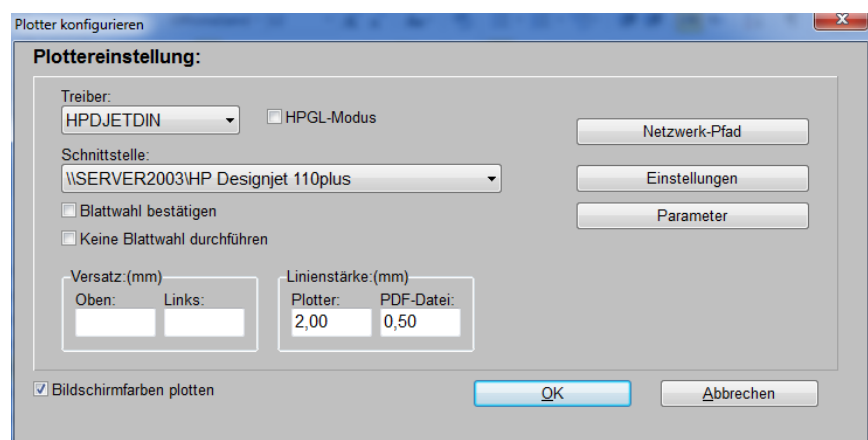 Plotter konfigurieren
Plottereinstellung:
Treiber:
HPDJETDIN
HPGL-Modus
Netzwerk-Pfad
Schnittstelle:
\\SERVER2003\HP Designjet 110plus
Einstellungen
Blattwahl bestätigen
Parameter
Keine Blattwahl durchführen
Versatz:(mm)
Linienstärke:(mm)
Oben: Links:
Plotter: PDF-Datei:
2,00 0,50
Bildschirmfarben plotten
OK
Abbrechen